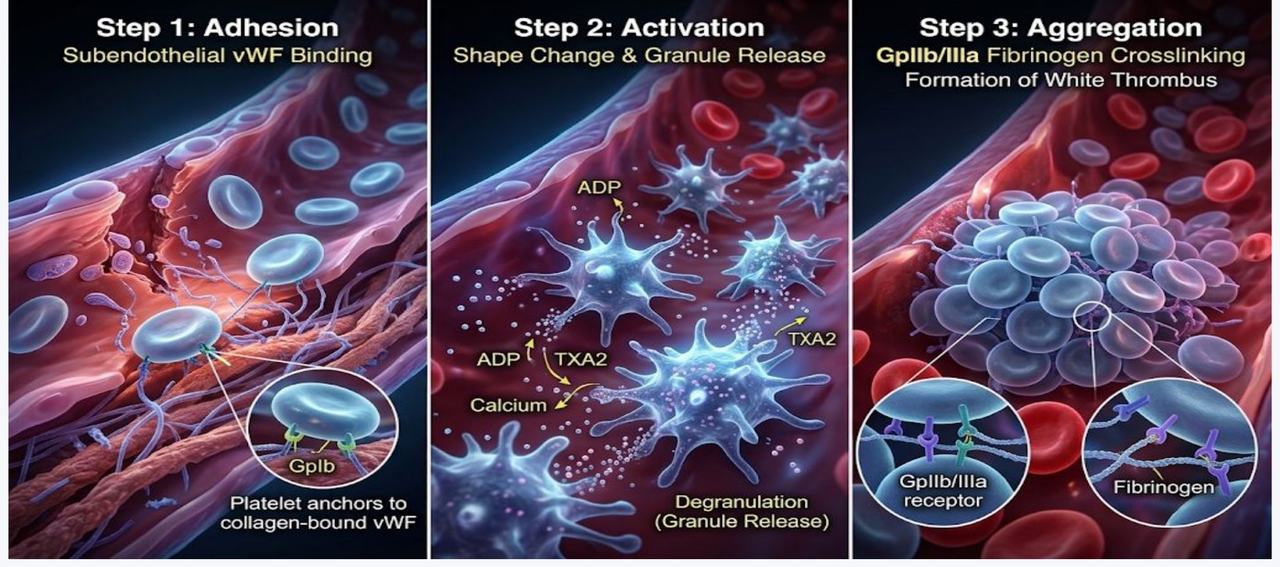 Step 1: Adhesion
Subendothelial vWF Binding
GpIb
Platelet anchors to
collagen-bound vWF
Step 2: Activation
Shape Change & Granule Release
ADP
ADP
TXA2
Calcium
TXA2
Degranulation
(Granule Release)
Step 3: Aggregation
GpIIb/IIIa Fibrinogen Crosslinking
Formation of White Thrombus
GpIIb/IIIa
receptor
Fibrinogen